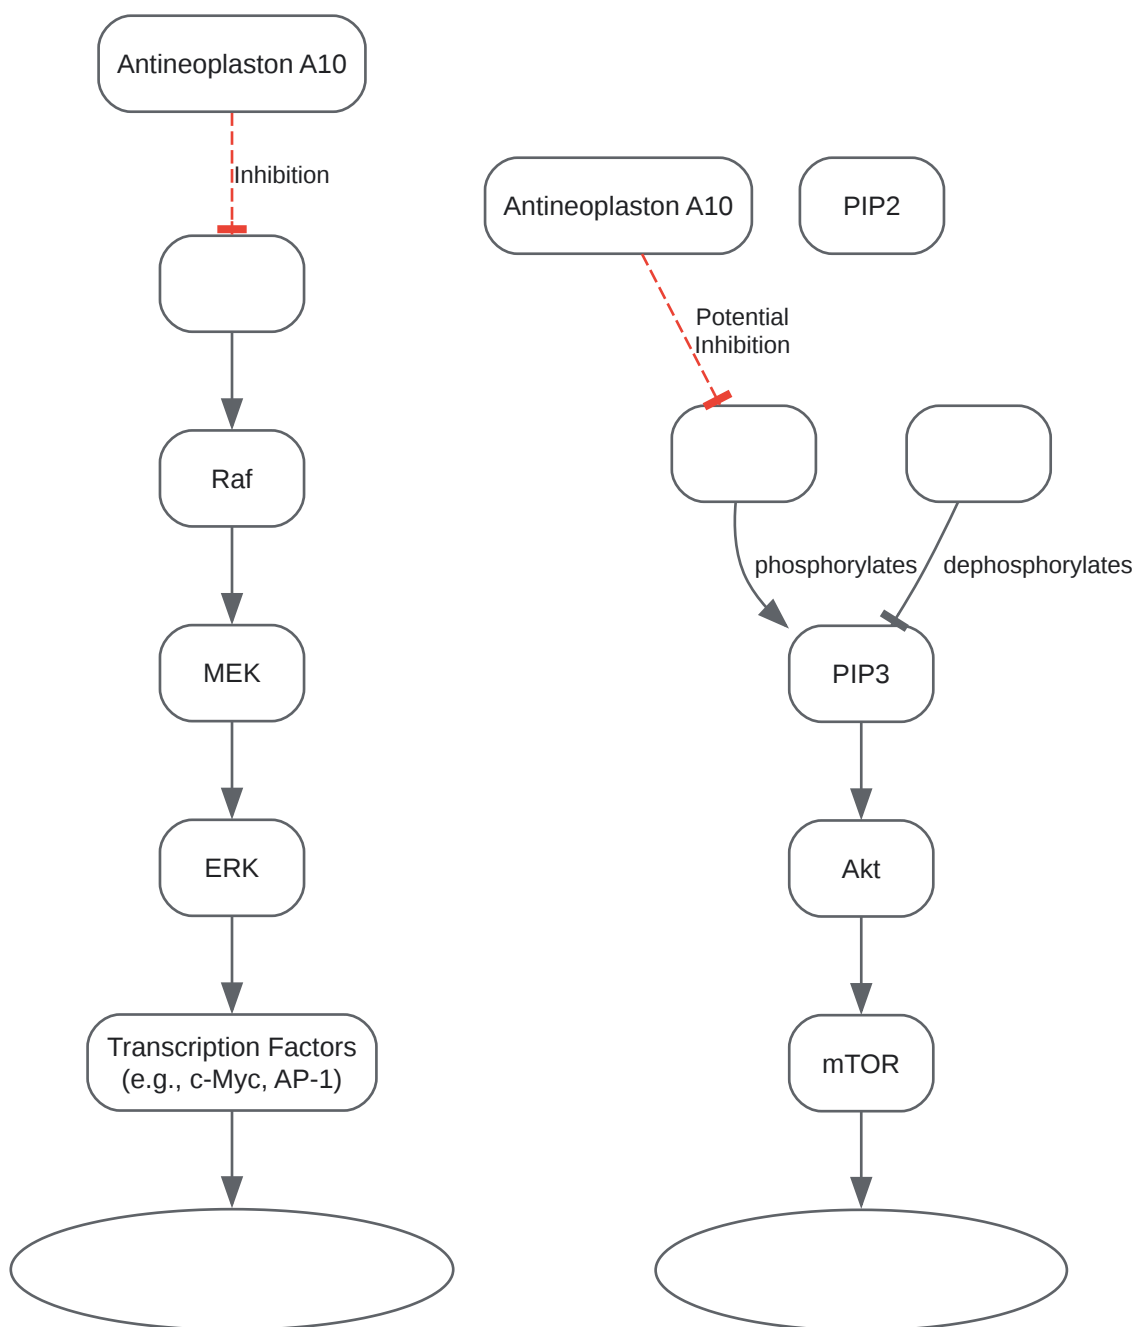 Antineoplaston A10
Inhibition
Raf
MEK
ERK
Transcription Factors
(e.g., c-Myc, AP-1)
Antineoplaston A10
PIP2
Potential
Inhibition
phosphorylates
dephosphorylates
PIP3
Akt
mTOR